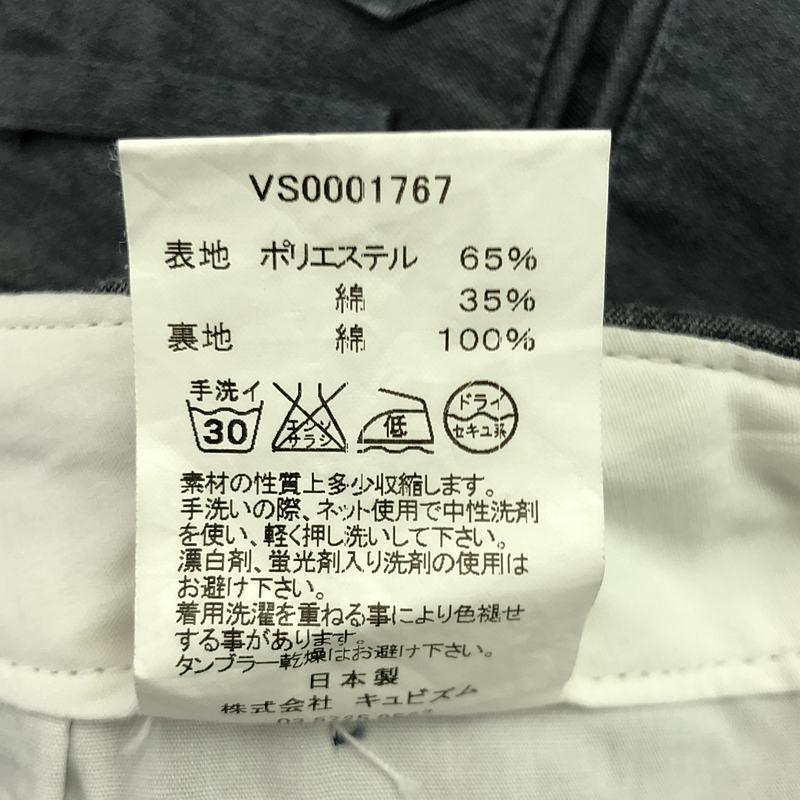 VS0001767
表地 ポリエステル 65%
綿 35%
裏地 綿 100%
手洗イ
30
エンソ
サラシ
低
ドライ
セキユ系
素材の性質上多少収縮します。
手洗いの際、ネット使用で中性洗剤
を使い、軽く押し洗いして下さい。
漂白剤、蛍光剤入り洗剤の使用は
お避け下さい。
着用洗濯を重ねる事により色褪せ
する事があります。
タンブラー乾燥はお避け下さい。
日本製
株式会社 キュビズム